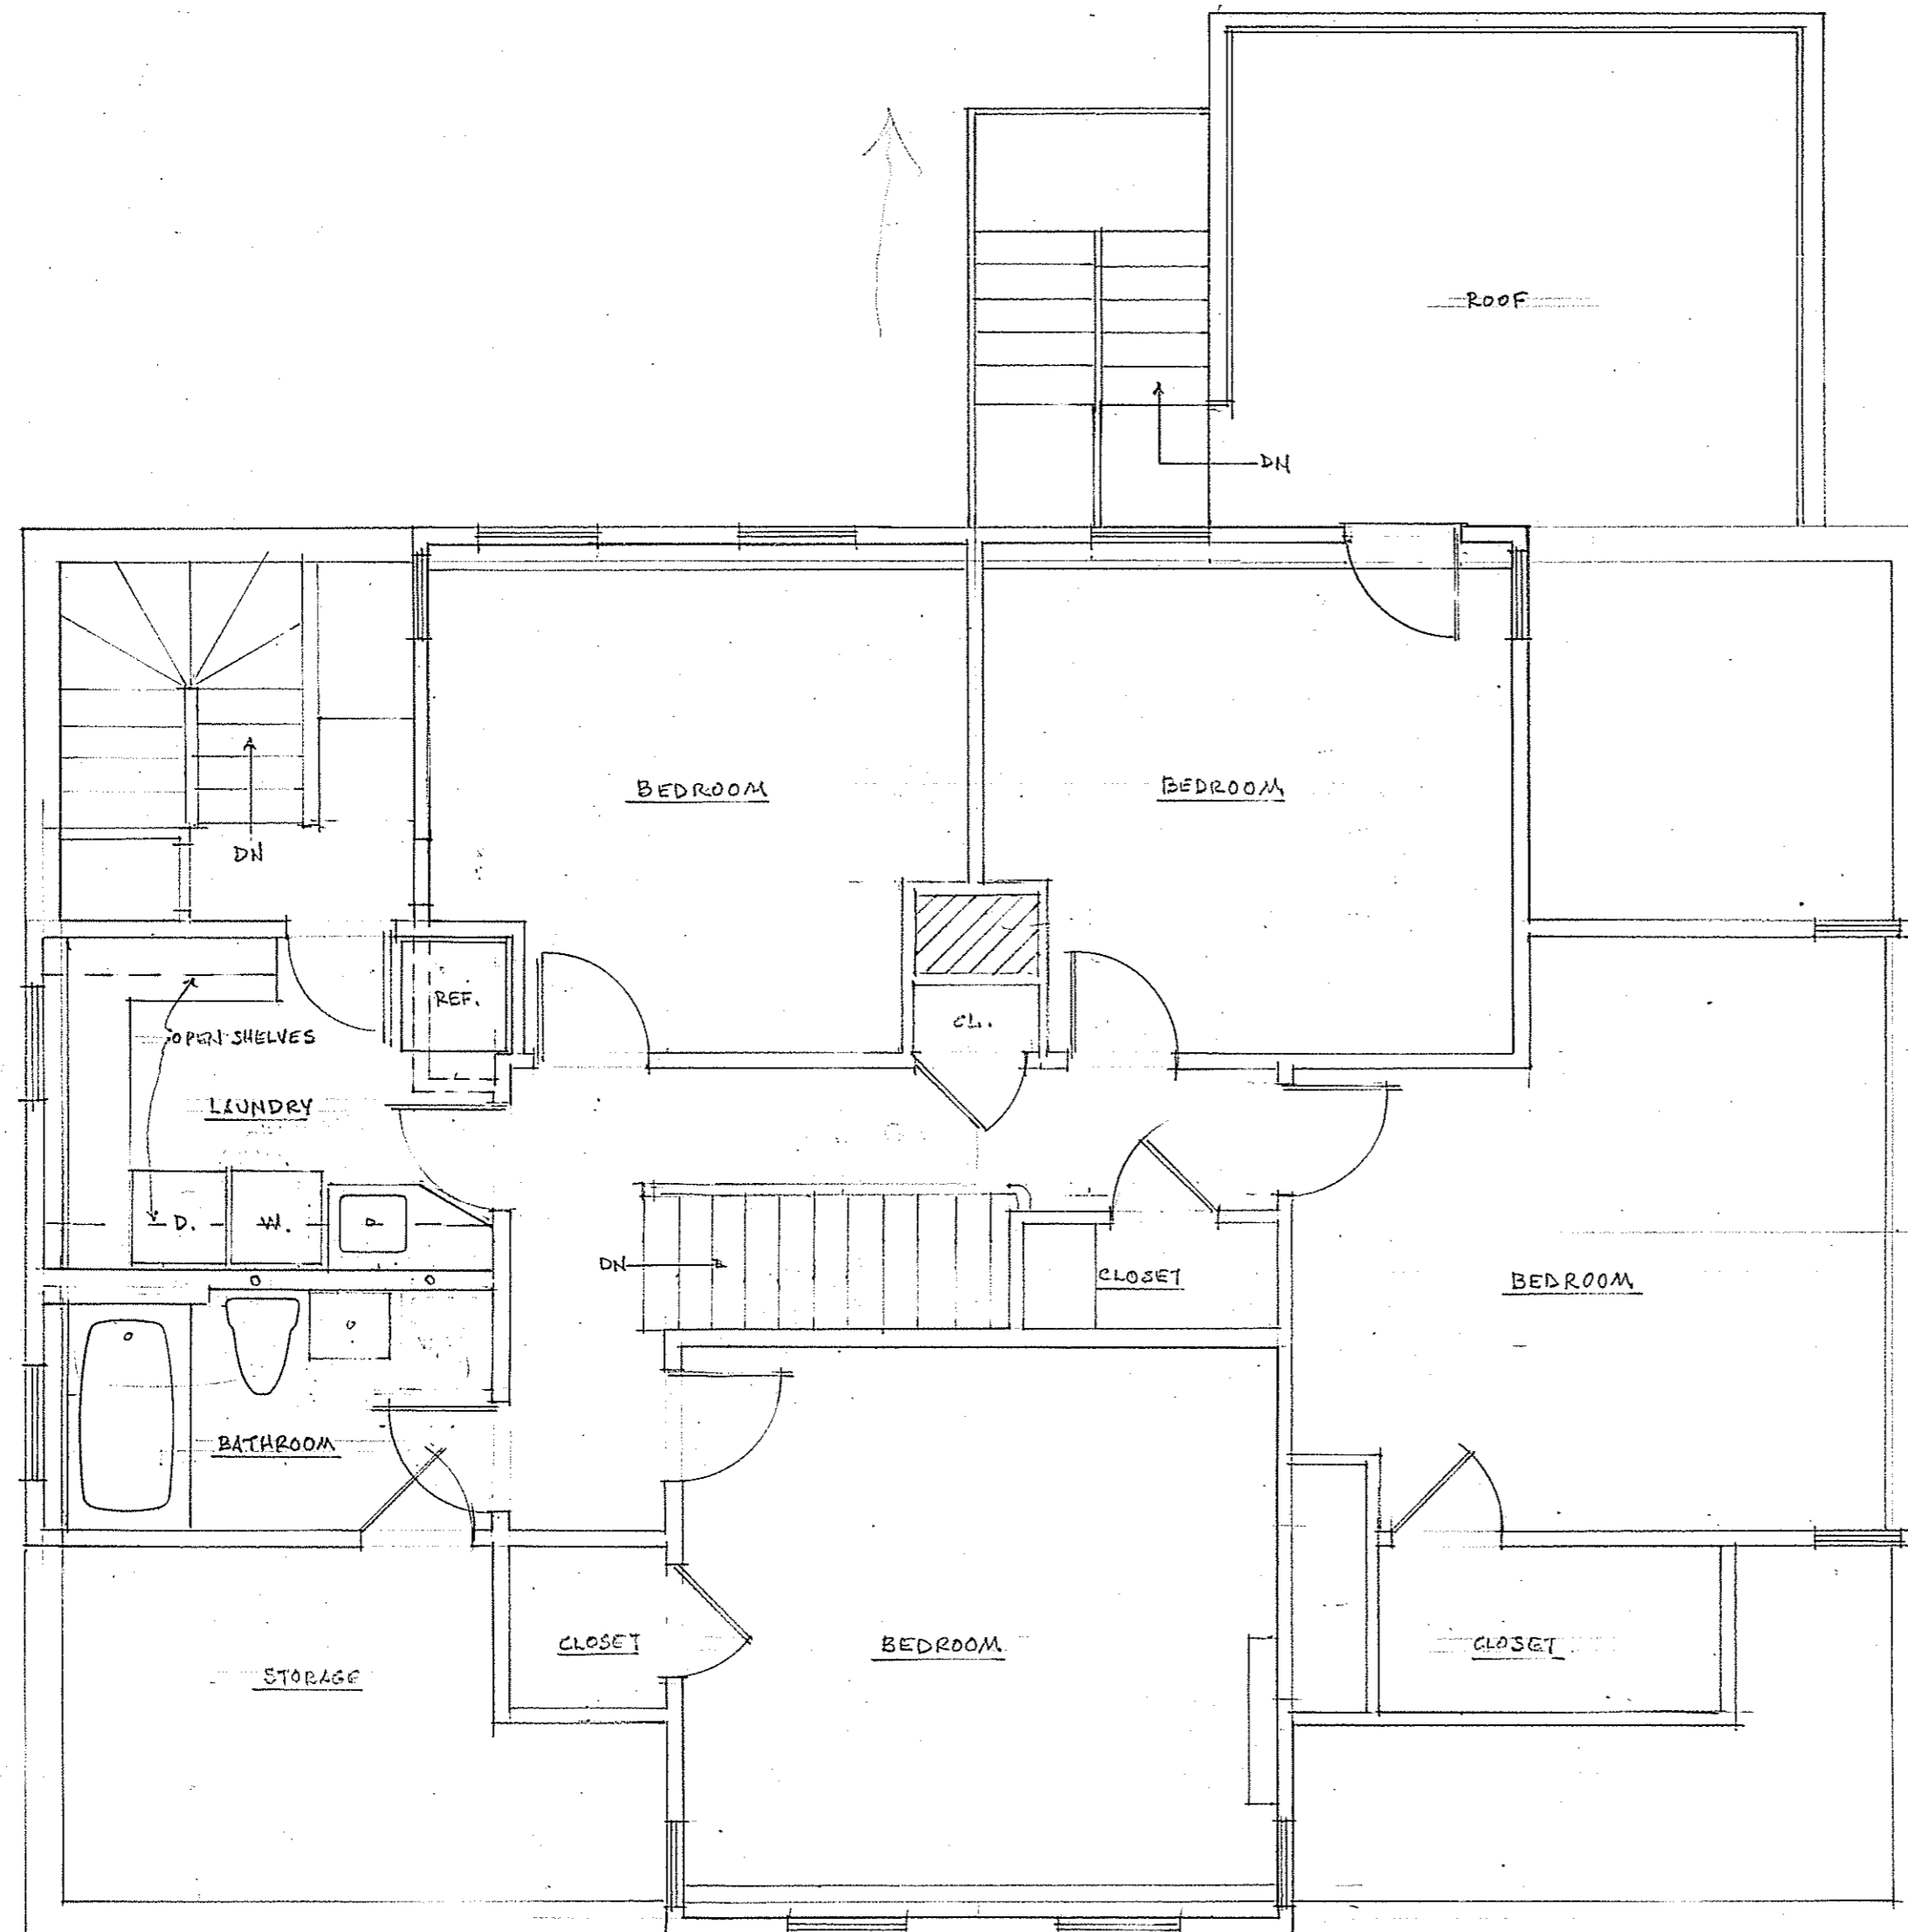 ROOF
DN
BEDROOM
BEDROOM
DN
REF.
CL.
OPEN SHELVES
LAUNDRY
D.
W.
DN
CLOSET
BEDROOM
BATHROOM
CLOSET
BEDROOM
CLOSET
STORAGE